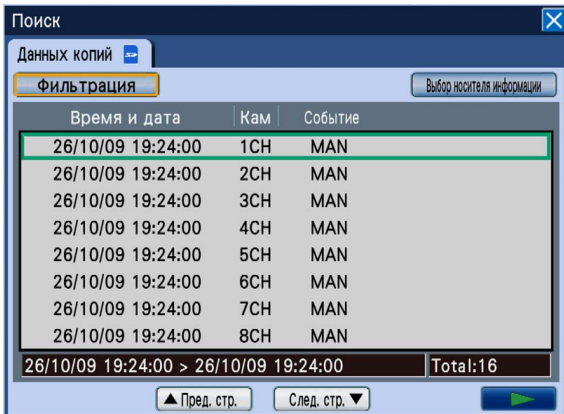 Поиск
Данных копий
Фильтрация Выбор носителя информации
Время и дата Кам Событие
26/10/09 19:24:00 1CH MAN
26/10/09 19:24:00 2CH MAN
26/10/09 19:24:00 3CH MAN
26/10/09 19:24:00 4CH MAN
26/10/09 19:24:00 5CH MAN
26/10/09 19:24:00 6CH MAN
26/10/09 19:24:00 7CH MAN
26/10/09 19:24:00 8CH MAN
26/10/09 19:24:00 > 26/10/09 19:24:00 Total:16
▲ Пред. стр. След. стр. ▼